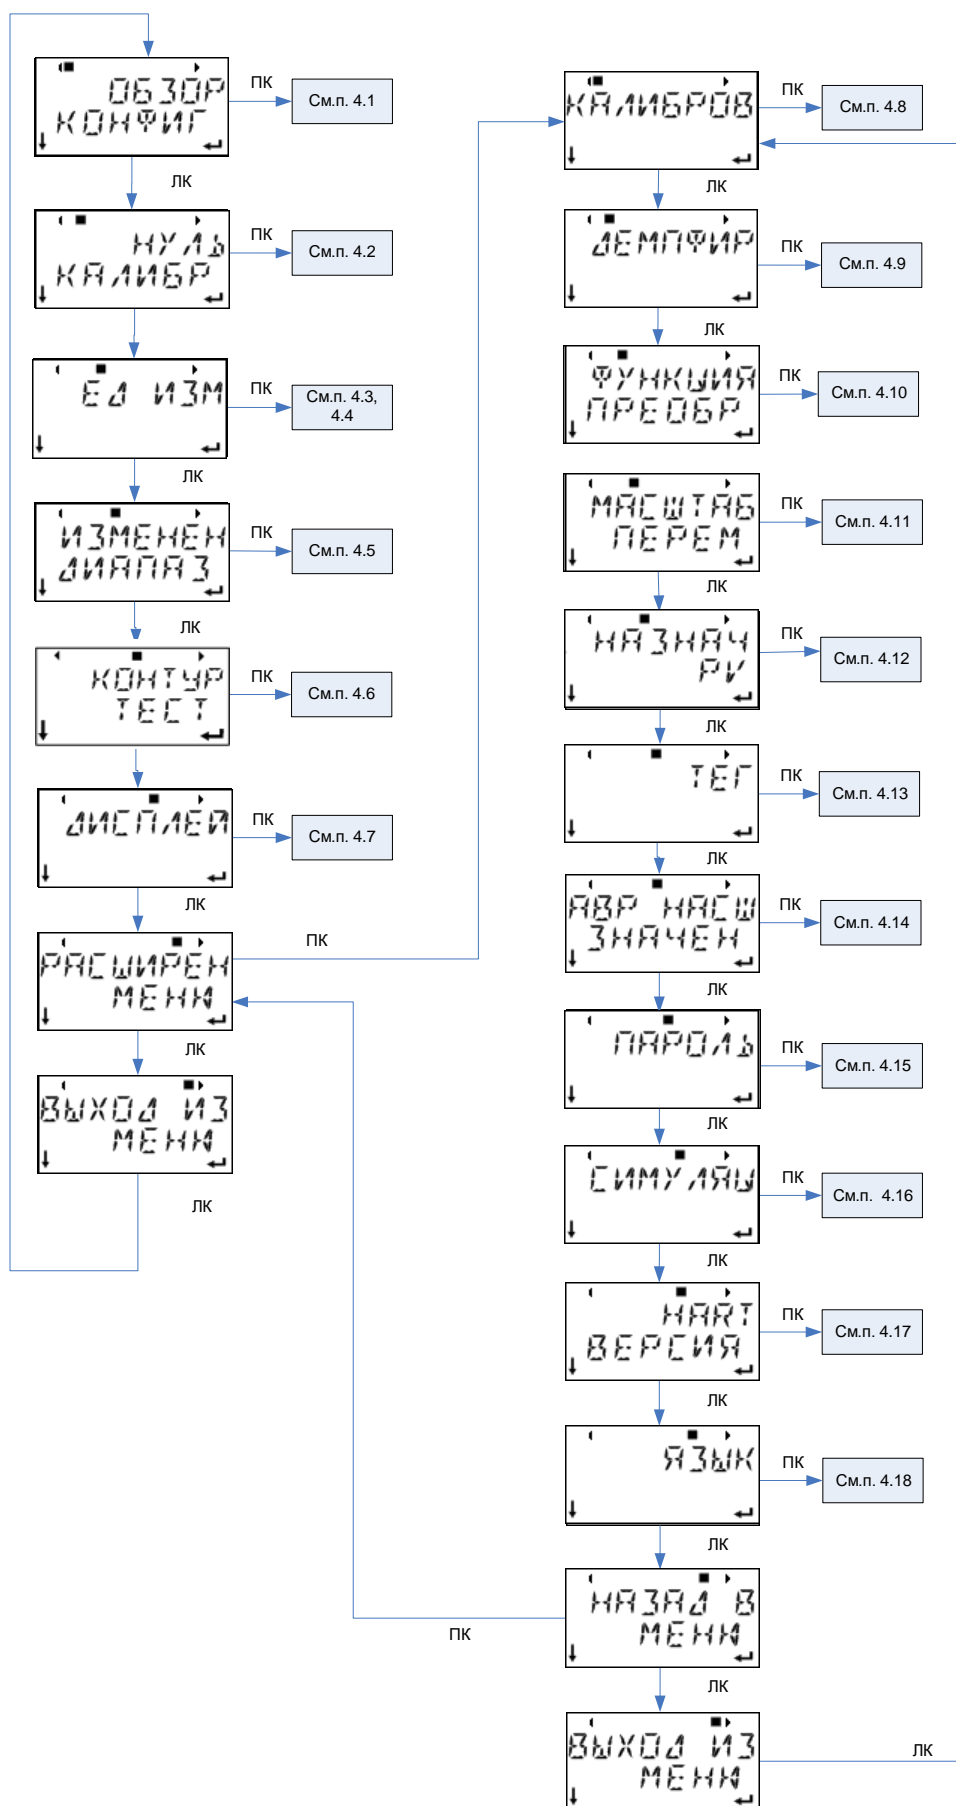 ОБЗОР
КОНФИГ
ПК
См.п. 4.1
ЛК
НУЛЬ
КАЛИБР
ПК
См.п. 4.2
ЕД ИЗМ
ПК
См.п. 4.3,
4.4
ЛК
ИЗМЕНЕН
ДИАПАЗ
ПК
См.п. 4.5
ЛК
КОНТУР
ТЕСТ
ПК
См.п. 4.6
ДИСПЛЕЙ
ПК
См.п. 4.7
ЛК
РАСШИРЕН
МЕНЮ
ПК
ЛК
ВЫХОД ИЗ
МЕНЮ
ЛК
КАЛИБРОВ
ПК
См.п. 4.8
ЛК
ДЕМПФИР
ПК
См.п. 4.9
ЛК
ФУНКЦИЯ
ПРЕОБР
ПК
См.п. 4.10
МАСШТАБ
ПЕРЕМ
ПК
См.п. 4.11
ЛК
НАЗНАЧ
PV
ПК
См.п. 4.12
ЛК
ТЕГ
ПК
См.п. 4.13
ЛК
АВР НАСШ
ЗНАЧЕН
ПК
См.п. 4.14
ЛК
ПАРОЛЬ
ПК
См.п. 4.15
ЛК
СИМУЛЯЦ
ПК
См.п. 4.16
ЛК
HART
ВЕРСИЯ
ПК
См.п. 4.17
ЛК
ЯЗЫК
ПК
См.п. 4.18
ЛК
НАЗАД В
МЕНЮ
ПК
ЛК
ВЫХОД ИЗ
МЕНЮ
ЛК